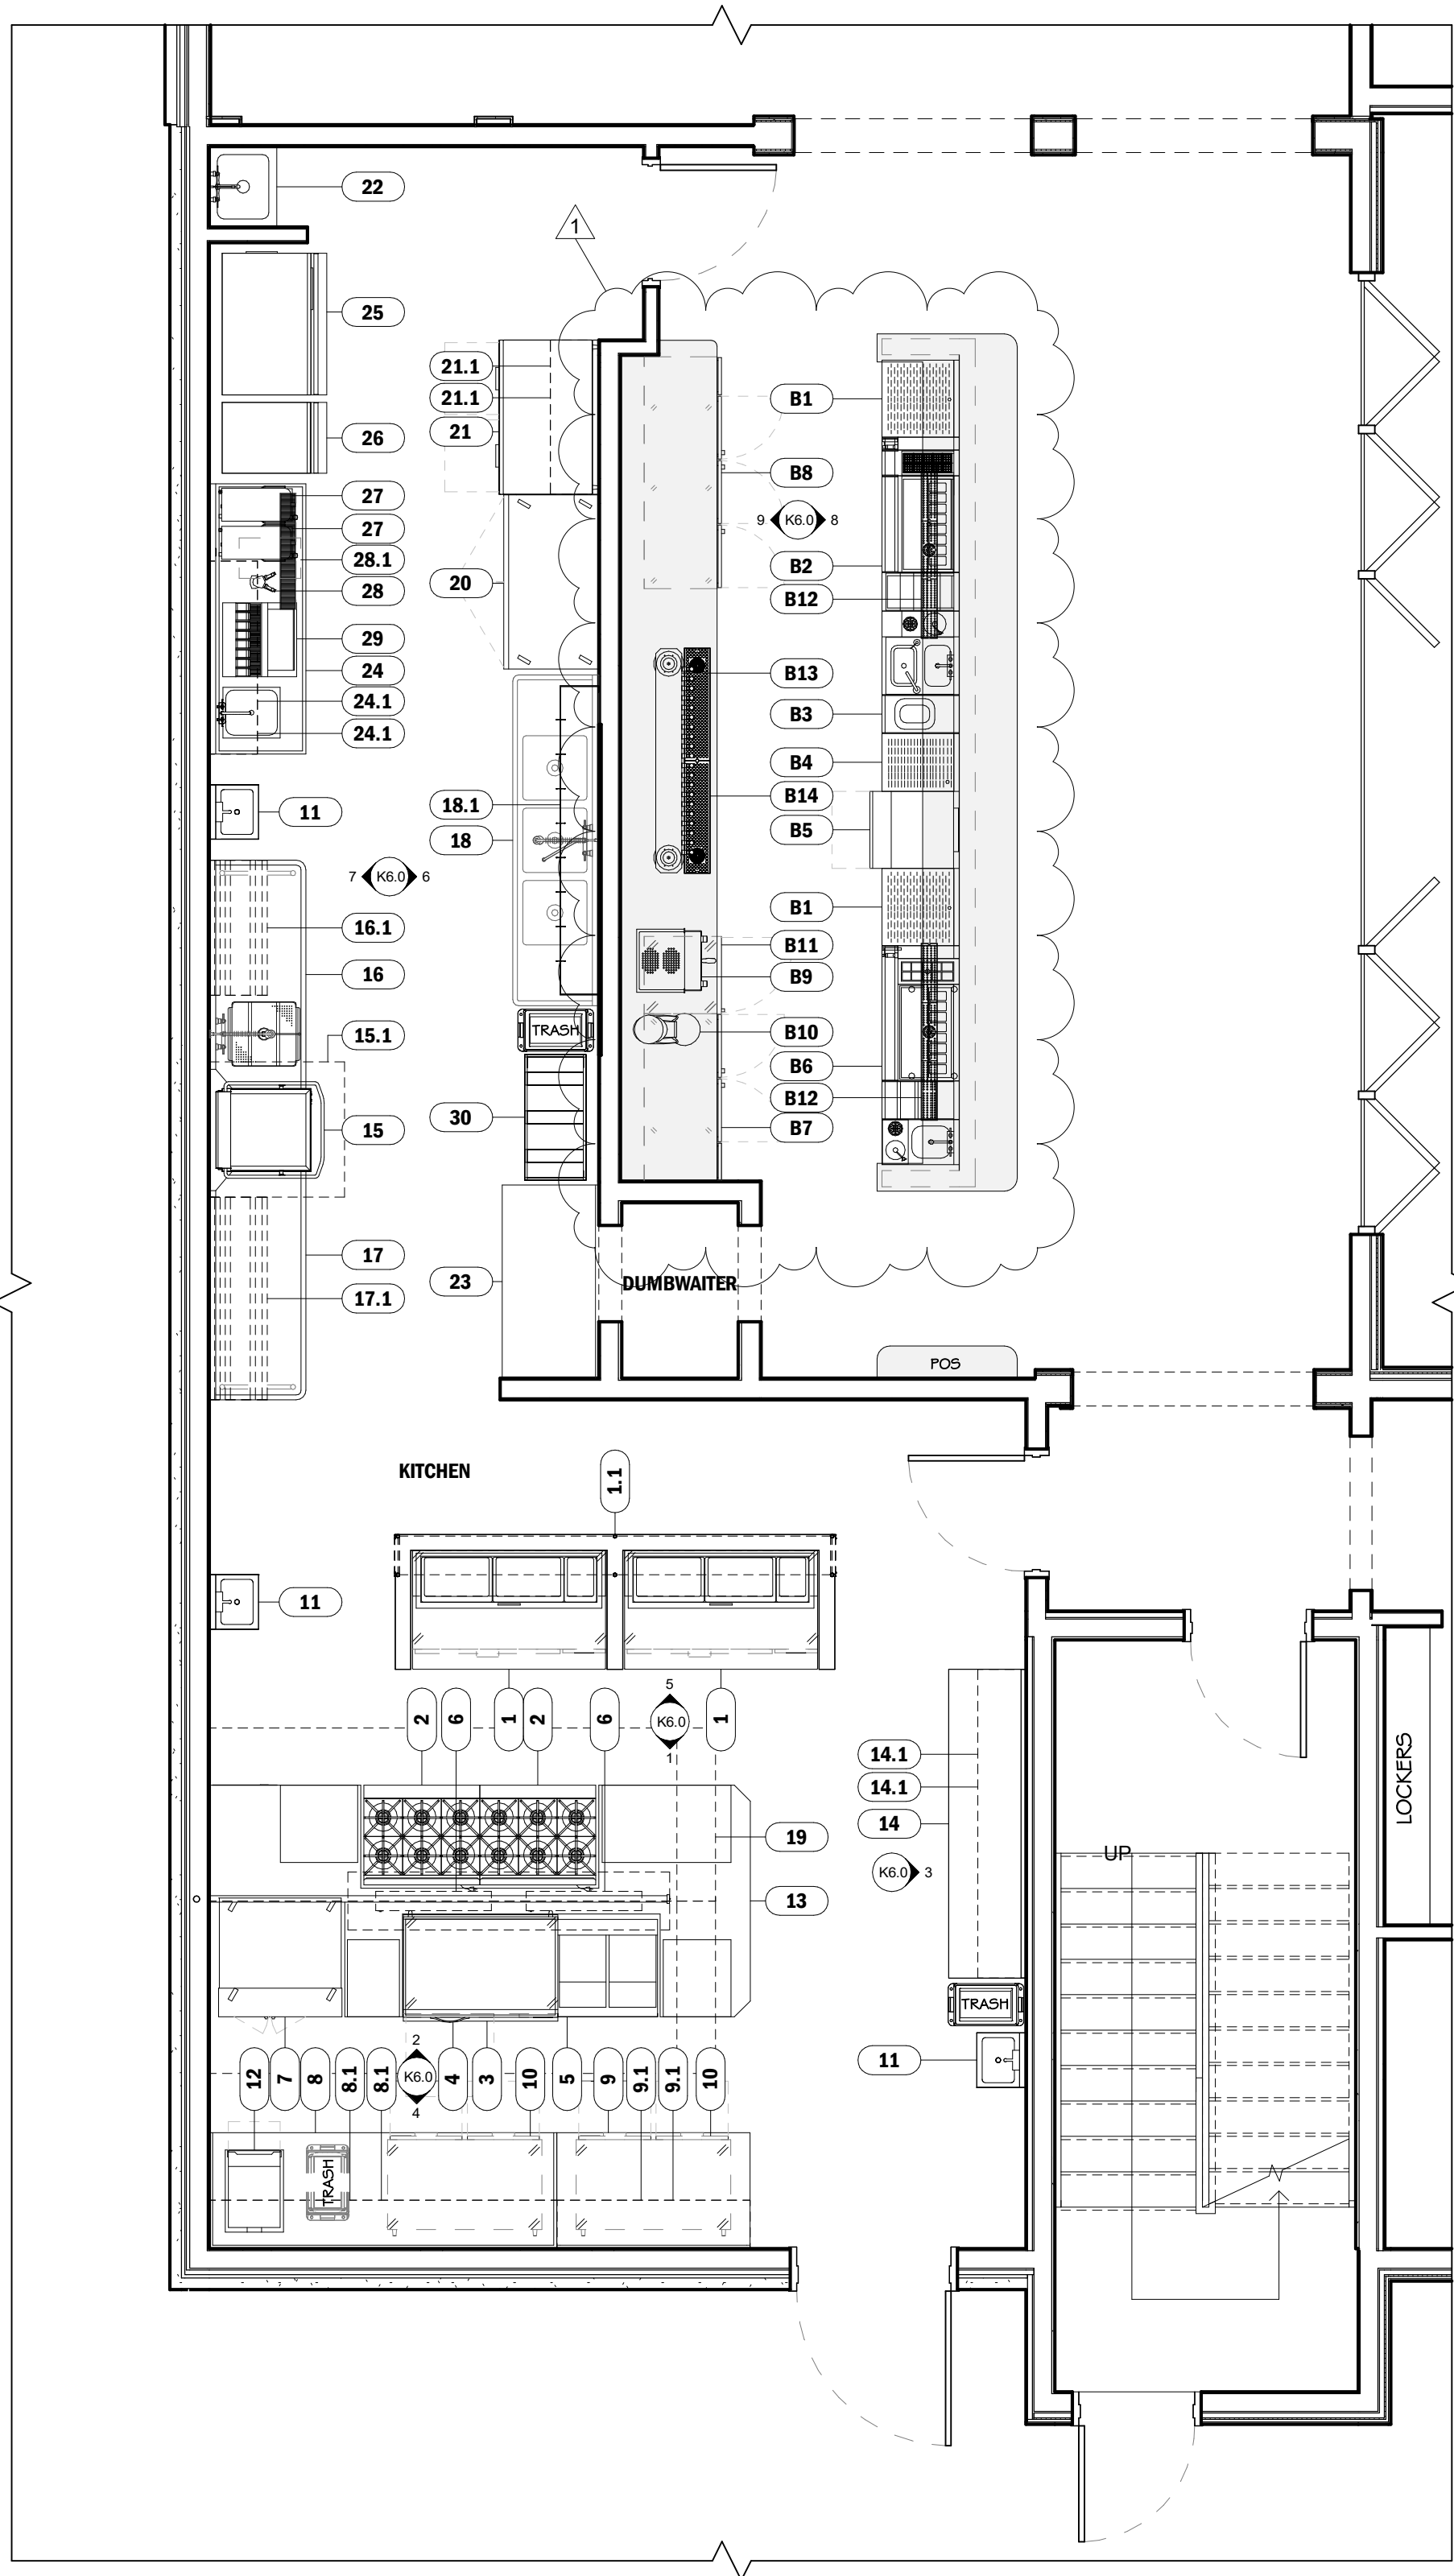 22
1
25
21.1
21.1
B1
21
26
B8
27
9 K6.0 8
27
28.1
B2
20
28
B12
29
24
B13
24.1
B3
24.1
B4
B14
18.1
11
B5
18
7 K6.0 6
B1
16.1
B11
16
B9
TRASH
B10
15.1
B6
B12
30
15
B7
17
23
DUMBWAITER
17.1
POS
KITCHEN
1.1
11
5
2
6
1
2
6
K6.0
1
1
14.1
LOCKERS
14.1
14
19
UP
K6.0 3
13
TRASH
2
11
12
7
8
8.1
8.1
K6.0
4
3
10
5
9
9.1
9.1
10
4
TRASH